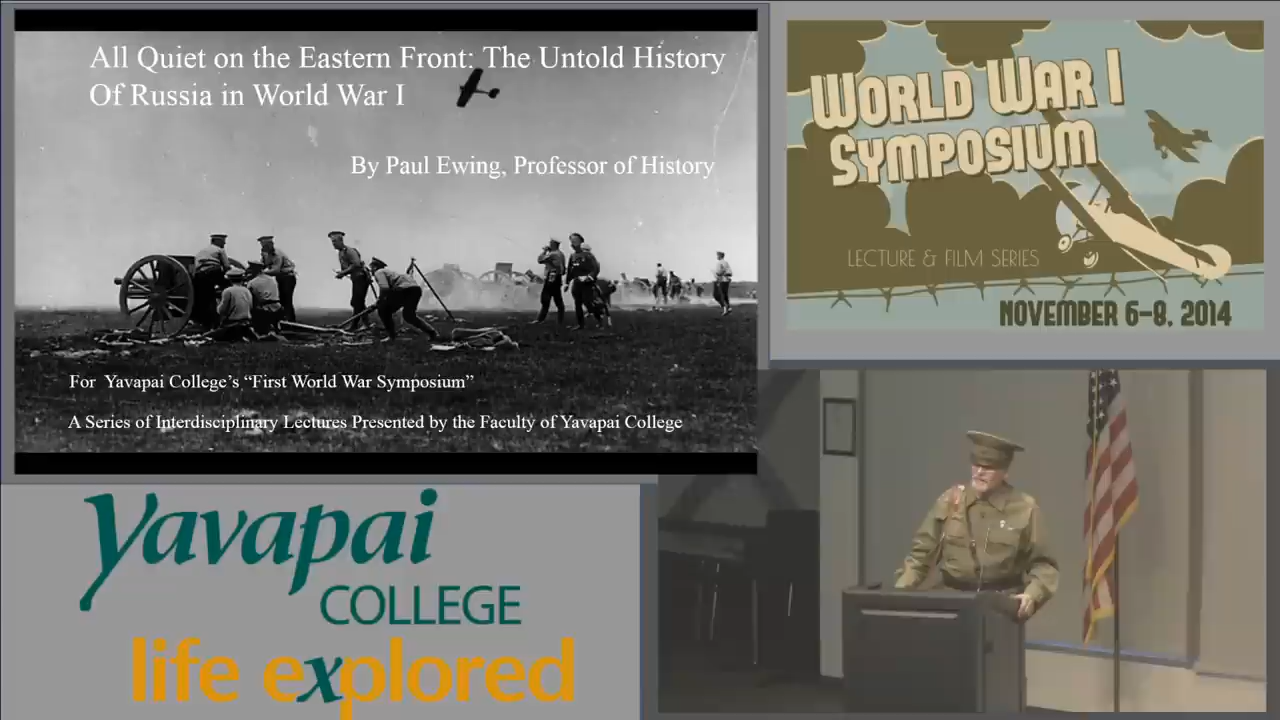 All Quiet on the Eastern Front: The Untold History
Of Russia in World War I
By Paul Ewing, Professor of History
For Yavapai College's “First World War Symposium”
A Series of Interdisciplinary Lectures Presented by the Faculty of Yavapai College
WORLD WAR I
SYMPOSIUM
LECTURE & FILM SERIES
NOVEMBER 6-8, 2014
Yavapai
COLLEGE
life explored